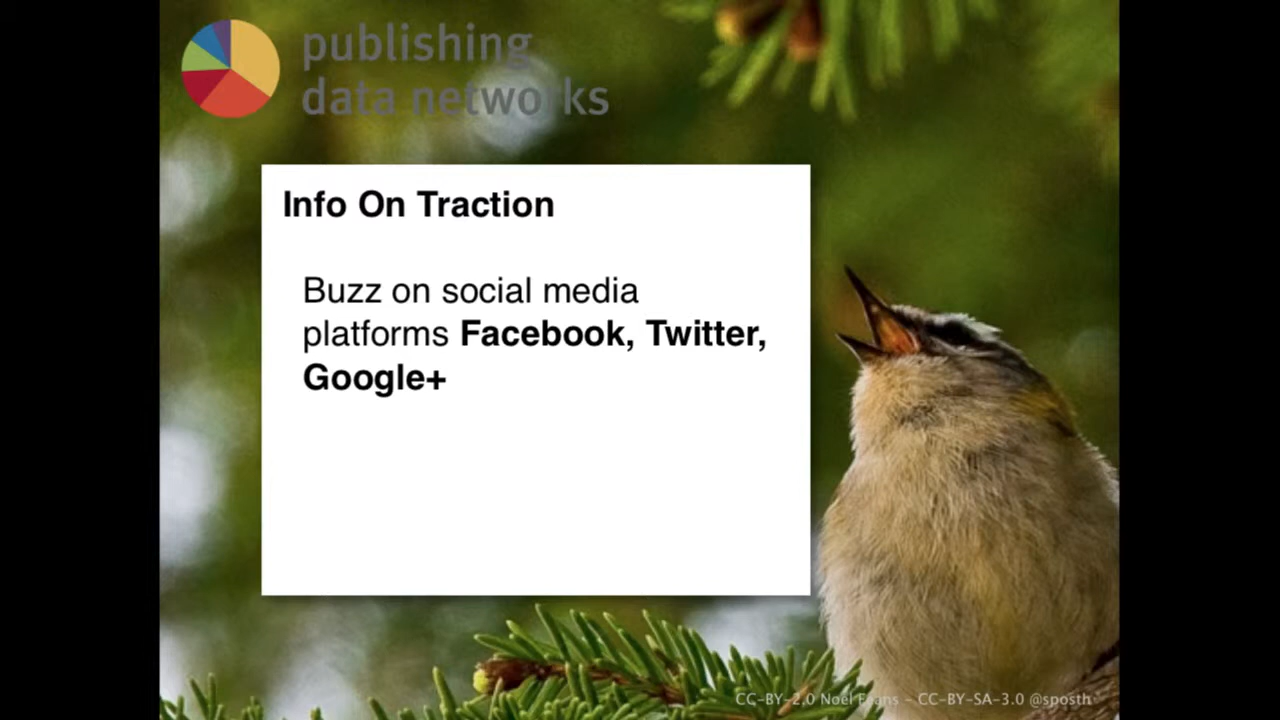 publishing
data networks
Info On Traction
Buzz on social media
platforms Facebook, Twitter,
Google+
CC-BY-2.0 Noel Feans - CC-BY-SA-3.0 @sposth